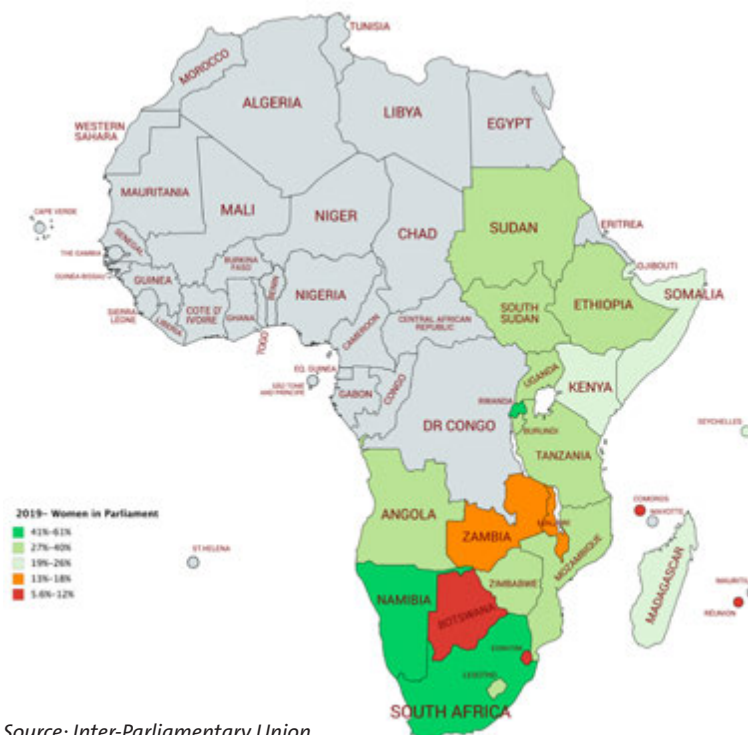 TUNISIA
MOROCCO
ALGERIA
LIBYA
EGYPT
WESTERN
SAHARA
MAURITANIA
MALI
NIGER
CHAD
SUDAN
ERITREA
CAPE VERDE
SENEGAL
THE GAMBIA
GUINEA BISSAU
BURKINA
FASO
DJIBOUTI
GUINEA
BENIN
NIGERIA
SOMALIA
SIERRA
LEONE
LIBERIA
COTE D'
IVOIRE
GHANA
TOGO
CAMEROON
CENTRAL AFRICAN
REPUBLIC
SOUTH
SUDAN
ETHIOPIA
EQ. GUINEA
SAO TOME
AND PRINCIPE
GABON
CONGO
UGANDA
KENYA
RWANDA
DR CONGO
BURUNDI
SEYCHELLES
TANZANIA
COMOROS
MAYOTTE
2019– Women in Parliament
41%–61%
27%–40%
19%–26%
13%–18%
5.6%–12%
ANGOLA
ZAMBIA
MOZAMBIQUE
ST HELENA
ZIMBABWE
MADAGASCAR
MAURITI
RÉUNION
NAMIBIA
BOTSWANA
LESOTHO
SOUTH AFRICA
Source: Inter-Parliamentary Union